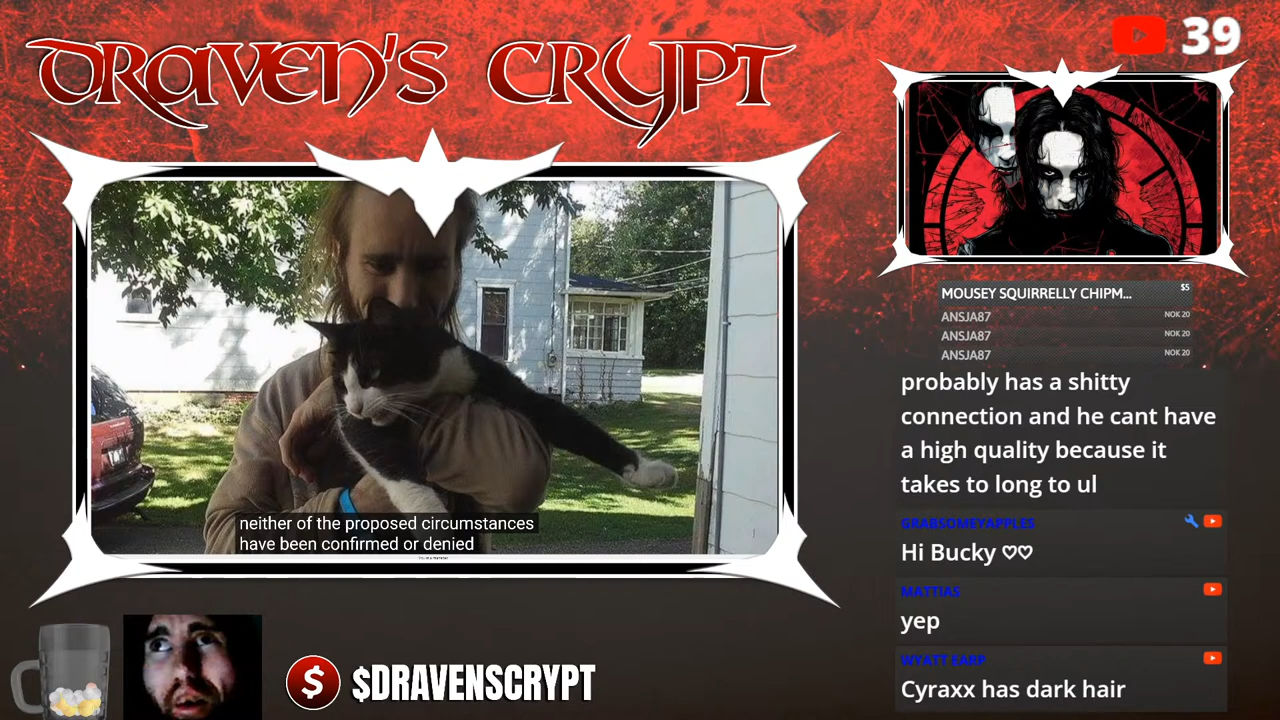 DRAVEN'S CRYPT
39
neither of the proposed circumstances
have been confirmed or denied
MOUSEY SQUIRRELLY CHIPM... $5
ANSJA87 NOK 20
ANSJA87 NOK 20
ANSJA87 NOK 20
probably has a shitty
connection and he cant have
a high quality because it
takes to long to ul
GRABSOMEYAPPLES
Hi Bucky ♡♡
MATTIAS
yep
WYATT EARP
Cyraxx has dark hair
$ $DRAVENSCRYPT